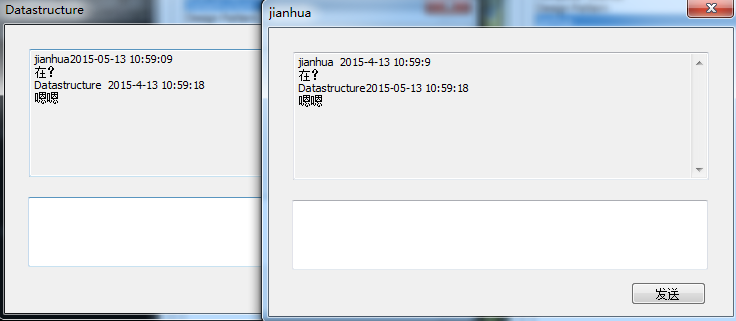 Datastructure
jianhua2015-05-13 10:59:09
在?
Datastructure  2015-4-13 10:59:18
嗯嗯
jianhua
jianhua  2015-4-13 10:59:9
在?
Datastructure2015-05-13 10:59:18
嗯嗯
发送